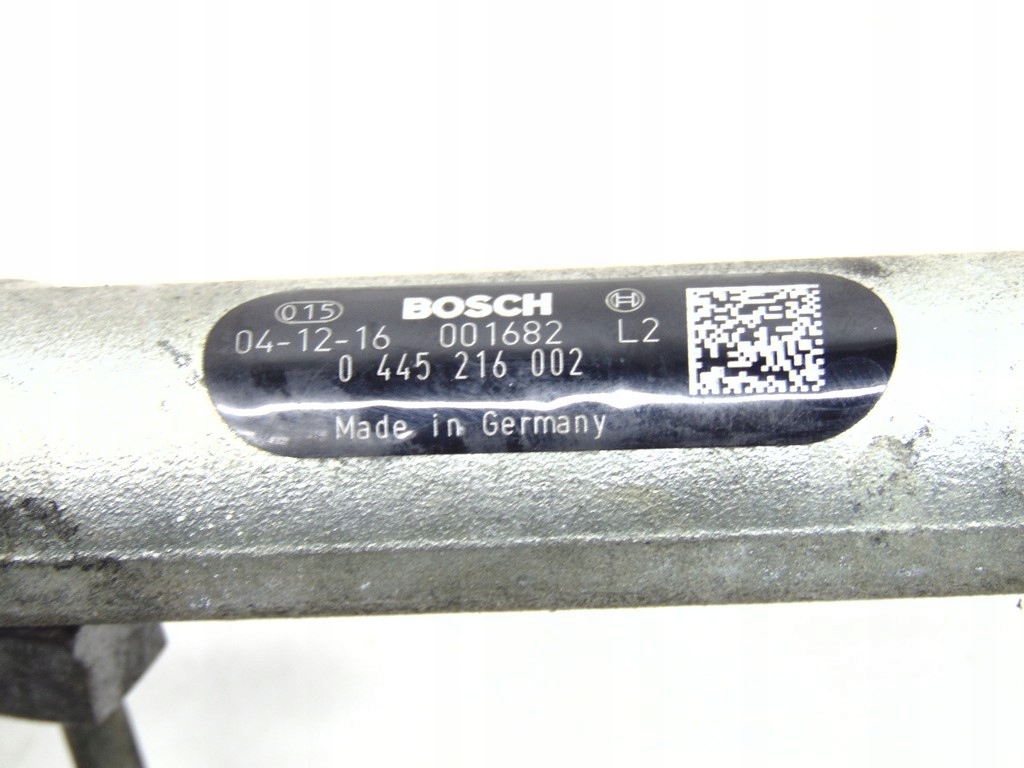 015 BOSCH
04-12-16 001682 L2
0 445 216 002
Made in Germany